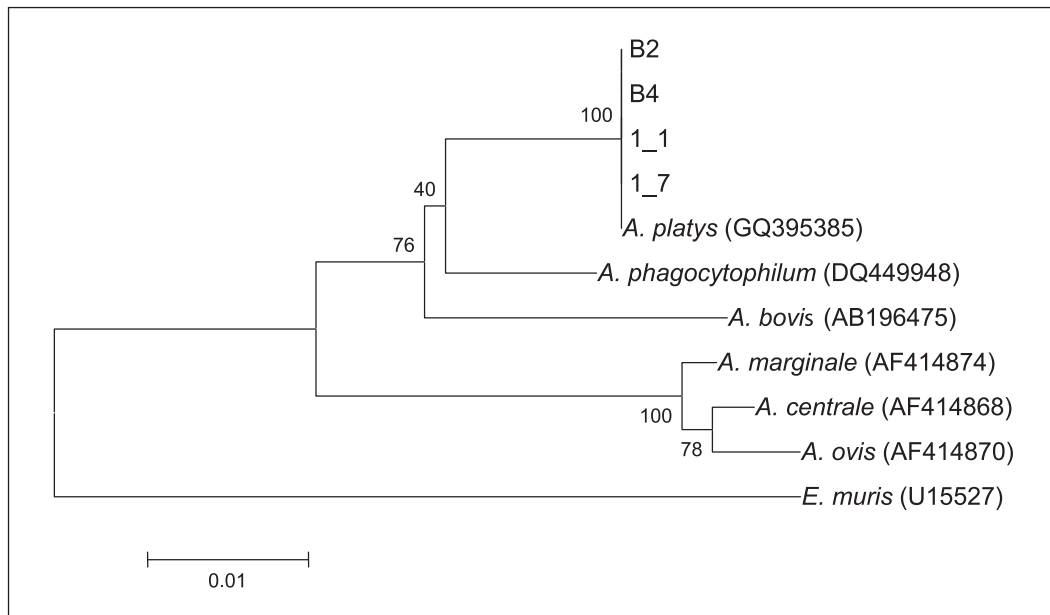 B2
B4
100
1_1
1_7
40
A. platys (GQ395385)
76
A. phagocytophilum (DQ449948)
A. bovis (AB196475)
A. marginale (AF414874)
100
A. centrale (AF414868)
78
A. ovis (AF414870)
E. muris (U15527)
0.01